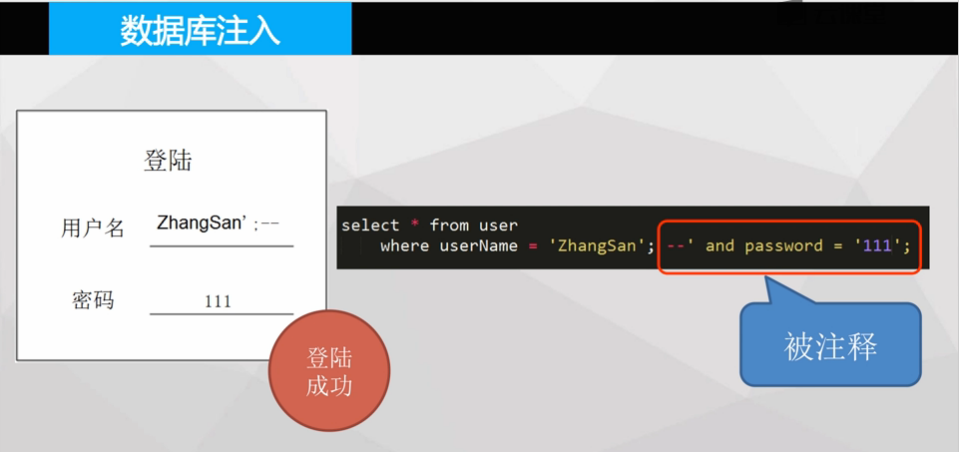 数据库注入
登陆
用户名 ZhangSan’ ;--
密码 111
登陆
成功
select * from user
where userName = 'ZhangSan'; --' and password = '111';
被注释